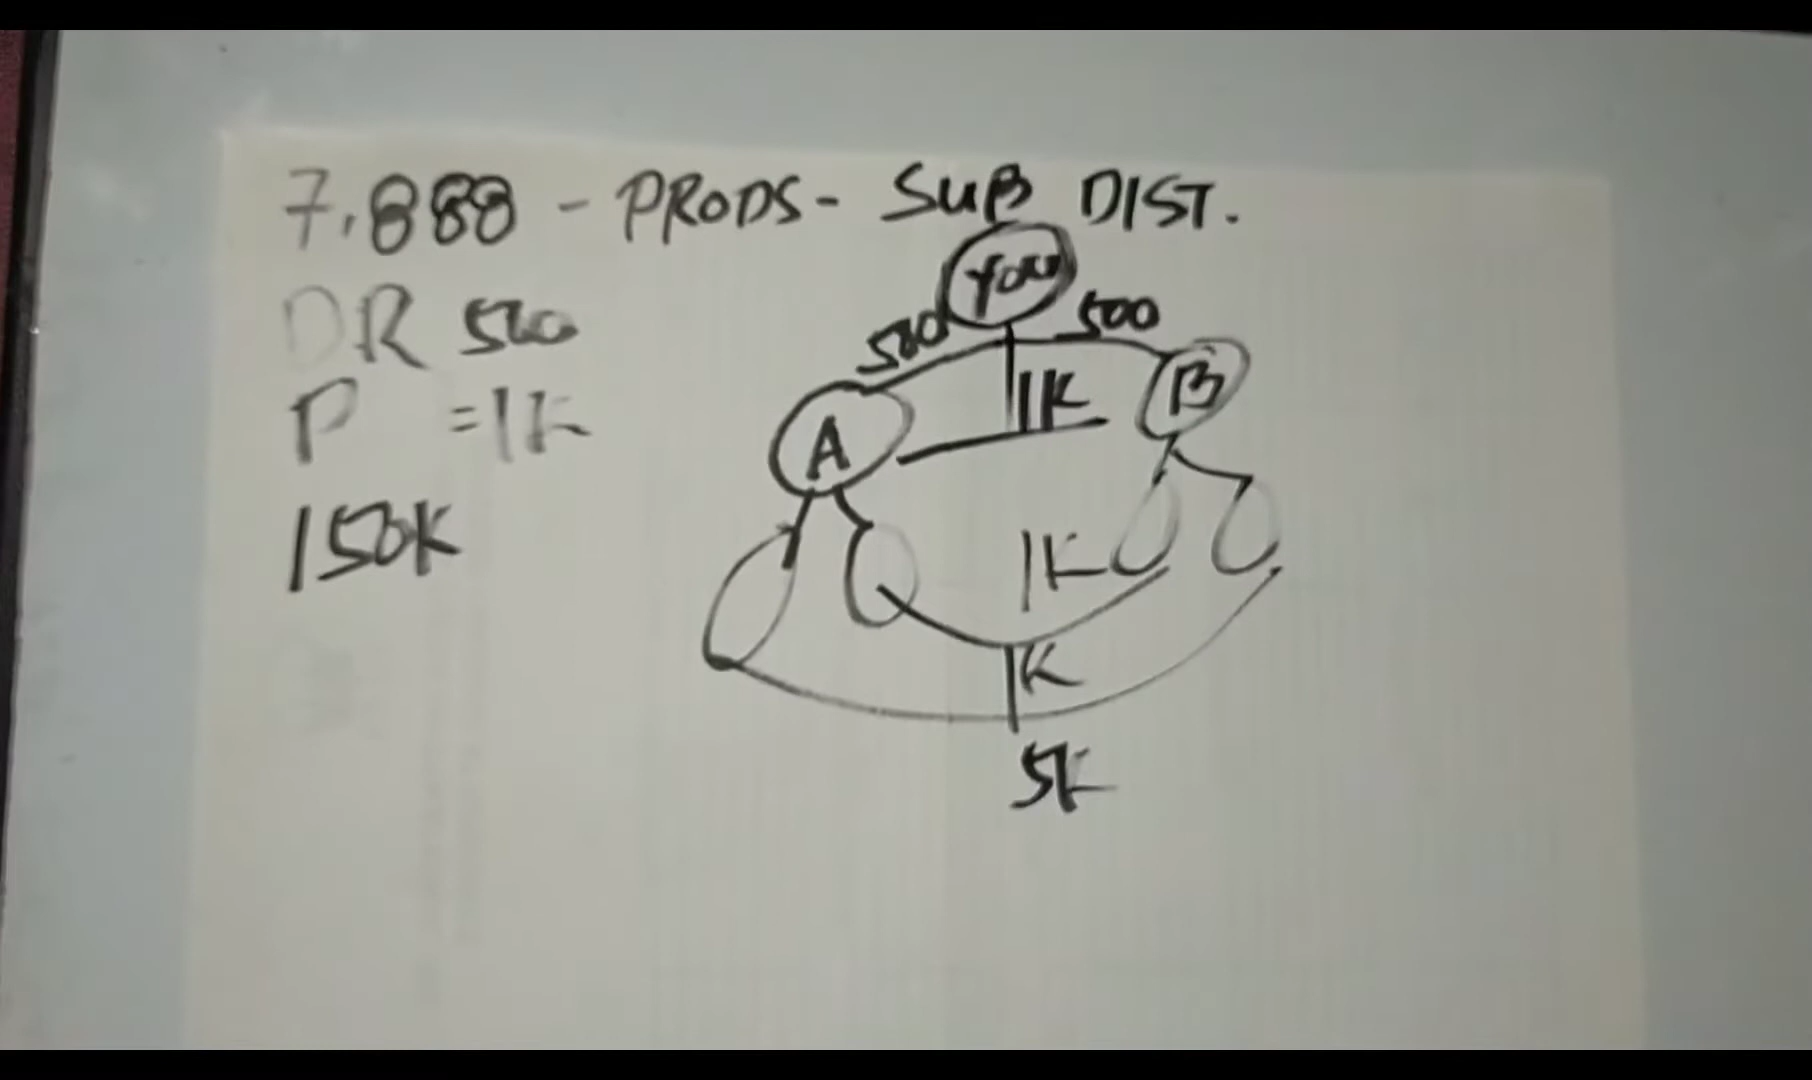 7,888 - PRODS - SUB DIST.
You
DR 500
500
500
P = 1K
1K
A
B
150K
1K
1K
5K